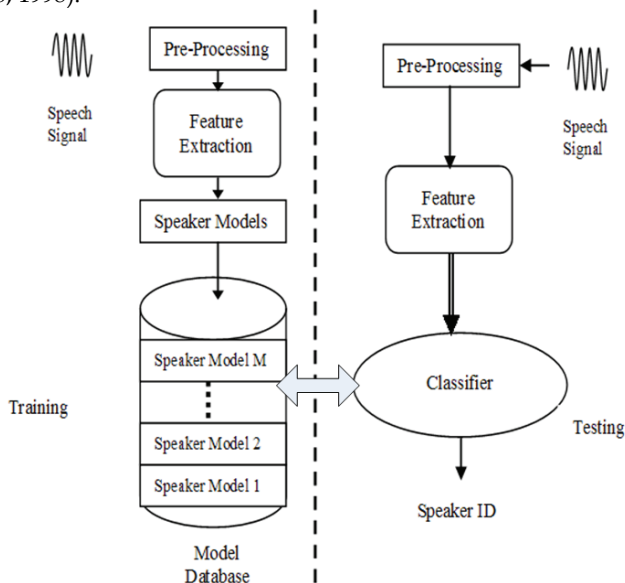 1998).
Pre-Processing
Speech
Signal
Feature
Extraction
Speaker Models
Speaker Model M
Training
Speaker Model 2
Speaker Model 1
Model
Database
Pre-Processing
Speech
Signal
Feature
Extraction
Classifier
Testing
Speaker ID